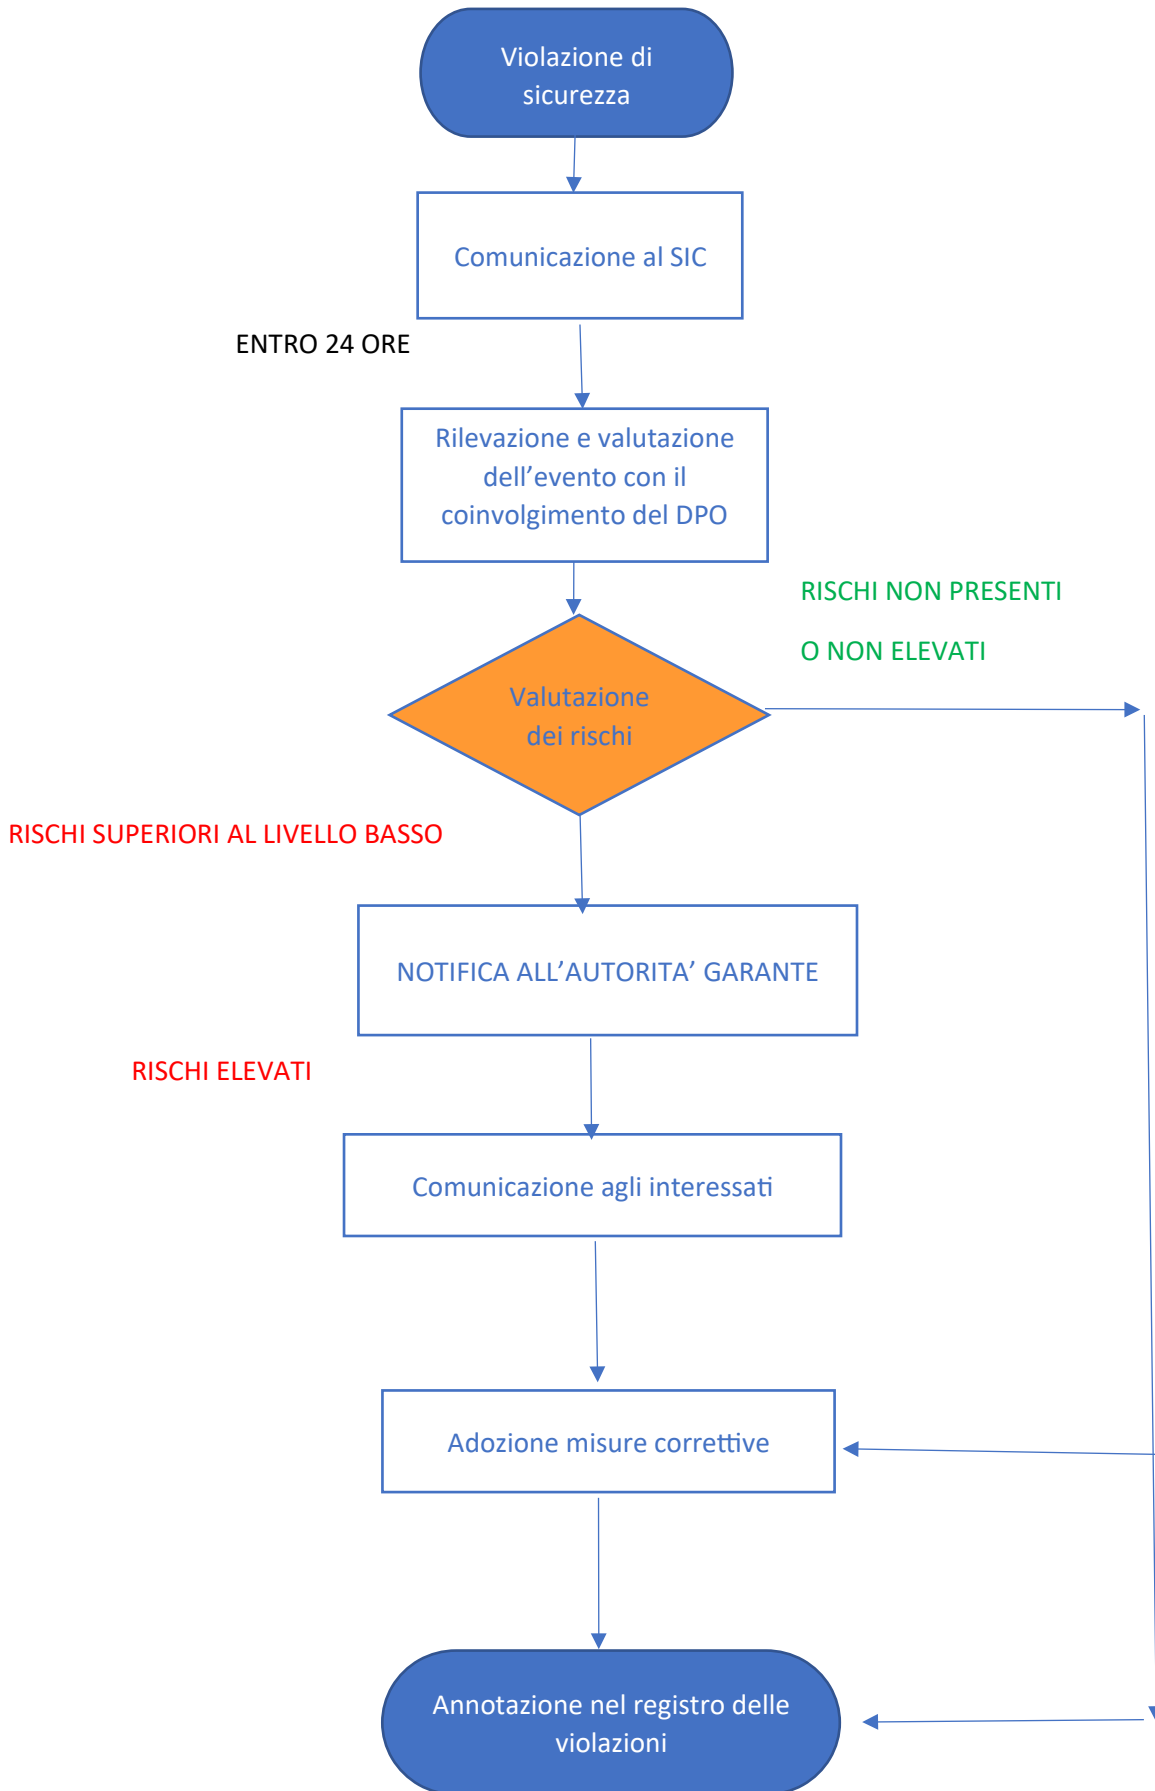 Violazione di
sicurezza
Comunicazione al SIC
ENTRO 24 ORE
Rilevazione e valutazione
dell’evento con il
coinvolgimento del DPO
RISCHI NON PRESENTI
O NON ELEVATI
Valutazione
dei rischi
RISCHI SUPERIORI AL LIVELLO BASSO
NOTIFICA ALL’AUTORITA’ GARANTE
RISCHI ELEVATI
Comunicazione agli interessati
Adozione misure correttive
Annotazione nel registro delle
violazioni